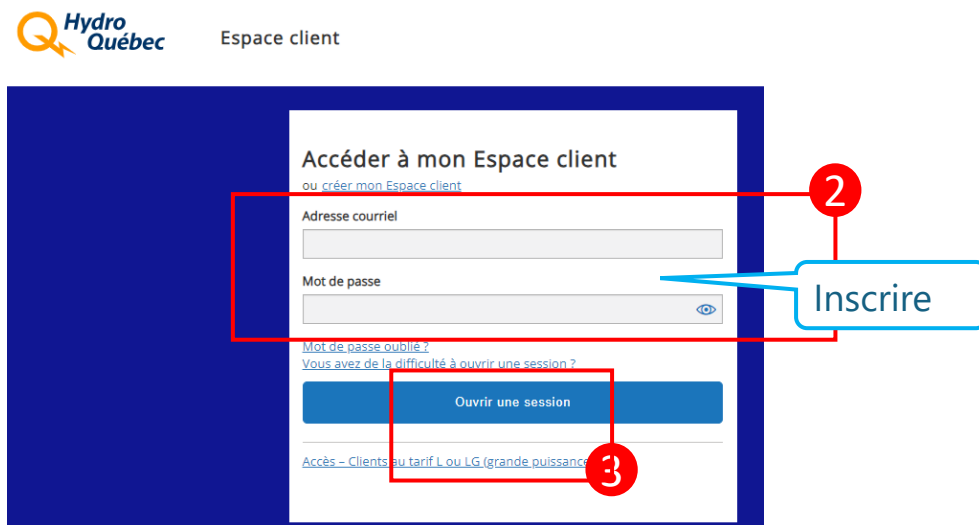 Hydro
Québec
Espace client
Accéder à mon Espace client
ou créer mon Espace client
2
Adresse courriel
Mot de passe
Inscrire
Mot de passe oublié ?
Vous avez de la difficulté à ouvrir une session ?
Ouvrir une session
Accès – Clients au tarif L ou LG (grande puissance
3